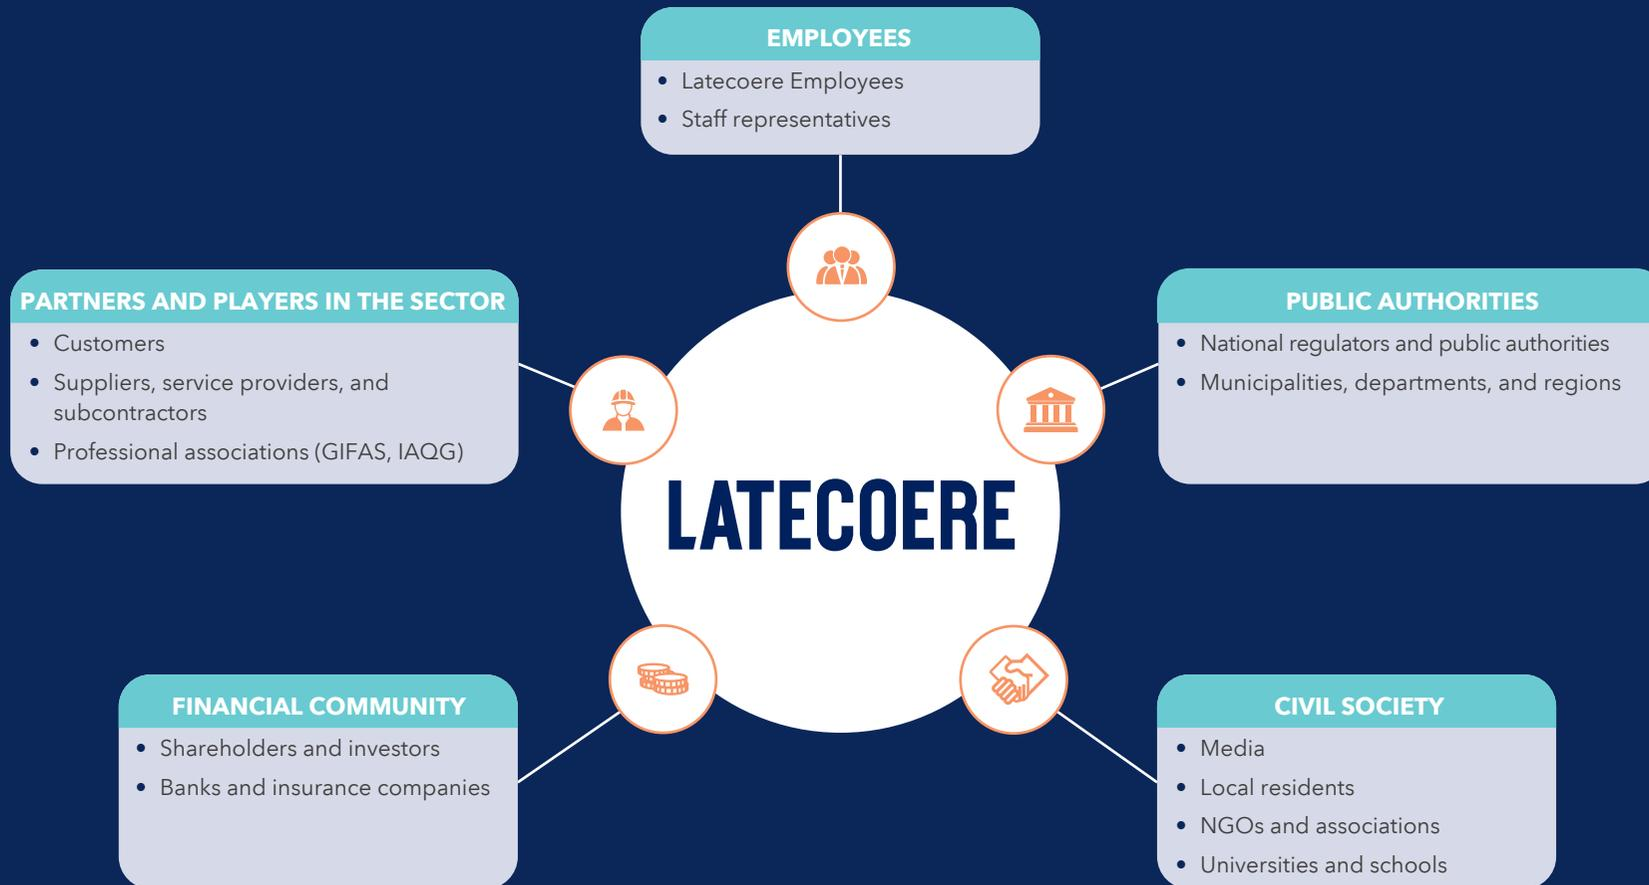 EMPLOYEES
• Latecoere Employees
• Staff representatives
PARTNERS AND PLAYERS IN THE SECTOR
• Customers
• Suppliers, service providers, and
subcontractors
• Professional associations (GIFAS, IAQG)
PUBLIC AUTHORITIES
• National regulators and public authorities
• Municipalities, departments, and regions
LATECOERE
FINANCIAL COMMUNITY
• Shareholders and investors
• Banks and insurance companies
CIVIL SOCIETY
• Media
• Local residents
• NGOs and associations
• Universities and schools